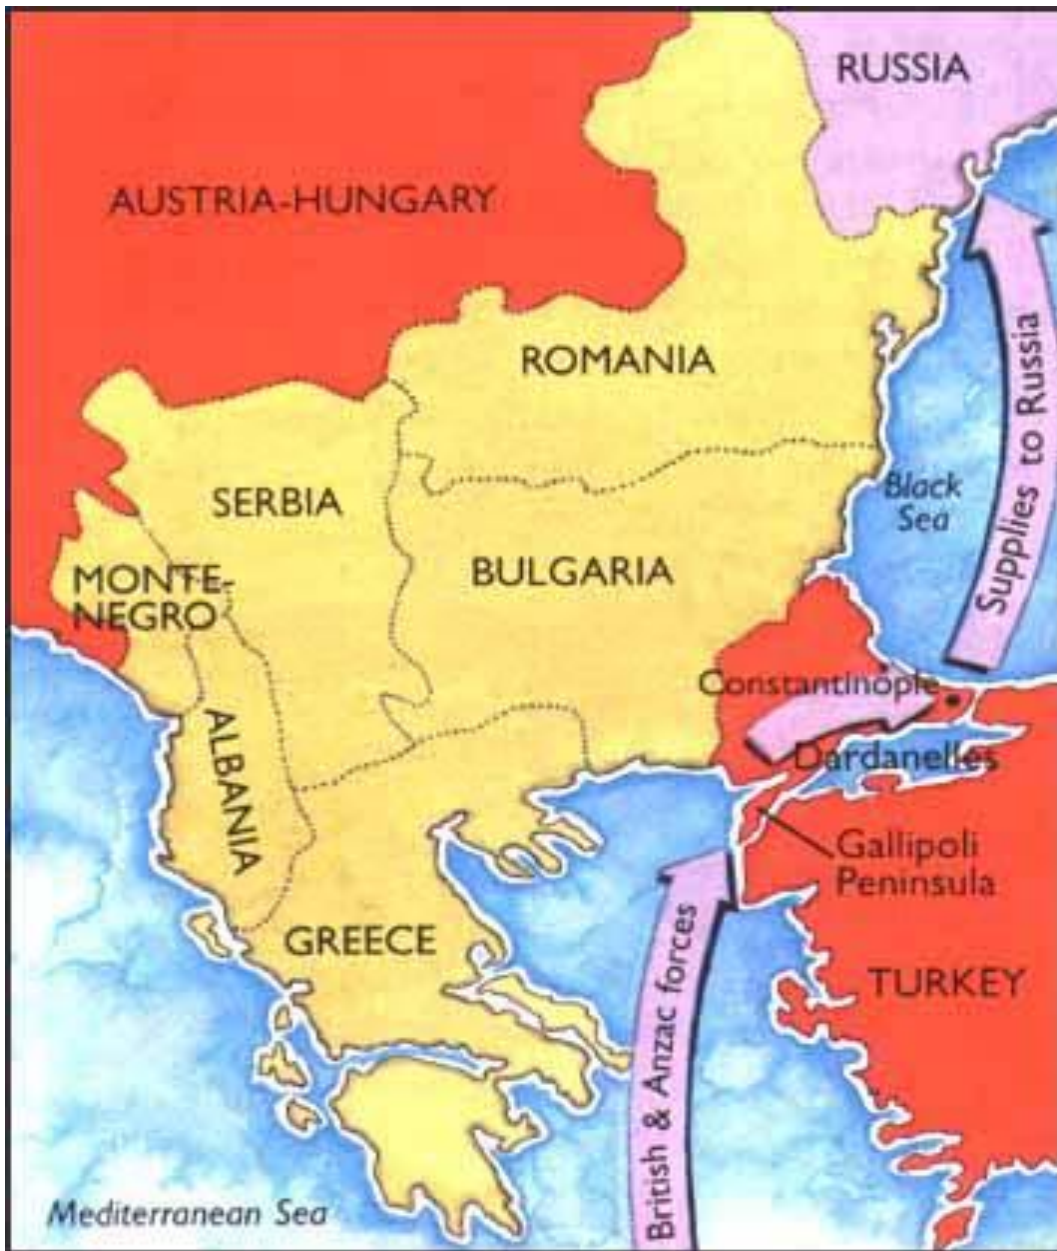 RUSSIA
AUSTRIA-HUNGARY
ROMANIA
Supplies to Russia
SERBIA
Black
Sea
BULGARIA
MONTE-
NEGRO
Constantinople
ALBANIA
Dardanelles
Gallipoli
Peninsula
GREECE
TURKEY
British & Anzac forces
Mediterranean Sea